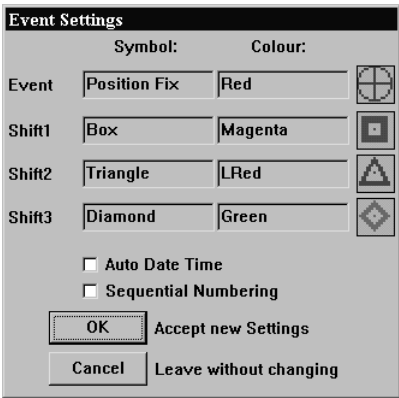 Event Settings
Symbol: Colour:
Event Position Fix Red
Shift1 Box Magenta
Shift2 Triangle LRed
Shift3 Diamond Green
Auto Date Time
Sequential Numbering
OK Accept new Settings
Cancel Leave without changing